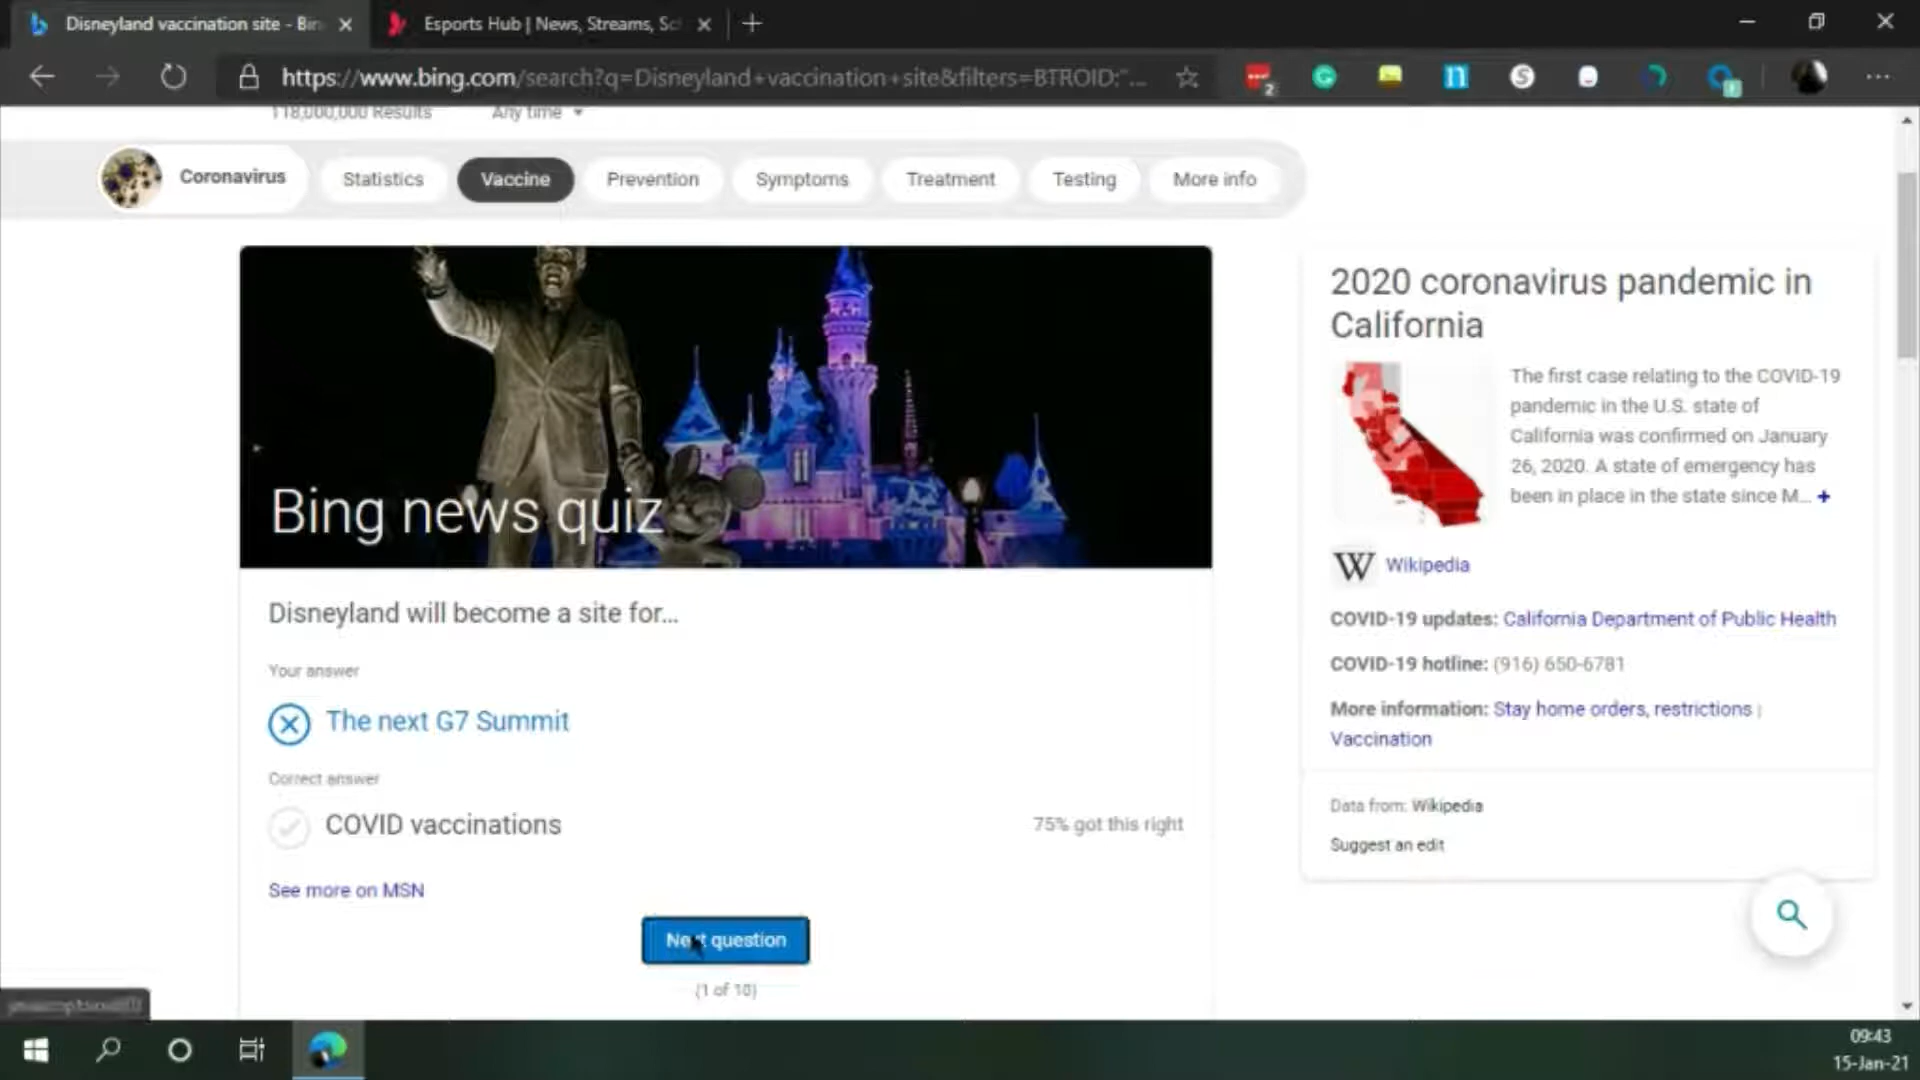 Disneyland vaccination site - Bin
Esports Hub | News, Streams, Sc
https://www.bing.com/search?q=Disneyland+vaccination+site&filters=BTROID:"...
2
118,000,000 Results
Any time
Coronavirus
Statistics
Vaccine
Prevention
Symptoms
Treatment
Testing
More info
Bing news quiz
Disneyland will become a site for...
Your answer
The next G7 Summit
Correct answer
COVID vaccinations
75% got this right
See more on MSN
Next question
(1 of 10)
2020 coronavirus pandemic in
California
The first case relating to the COVID-19
pandemic in the U.S. state of
California was confirmed on January
26, 2020. A state of emergency has
been in place in the state since M... +
W Wikipedia
COVID-19 updates: California Department of Public Health
COVID-19 hotline: (916) 650-6781
More information: Stay home orders, restrictions |
Vaccination
Data from: Wikipedia
Suggest an edit
09:43
15-Jan-21